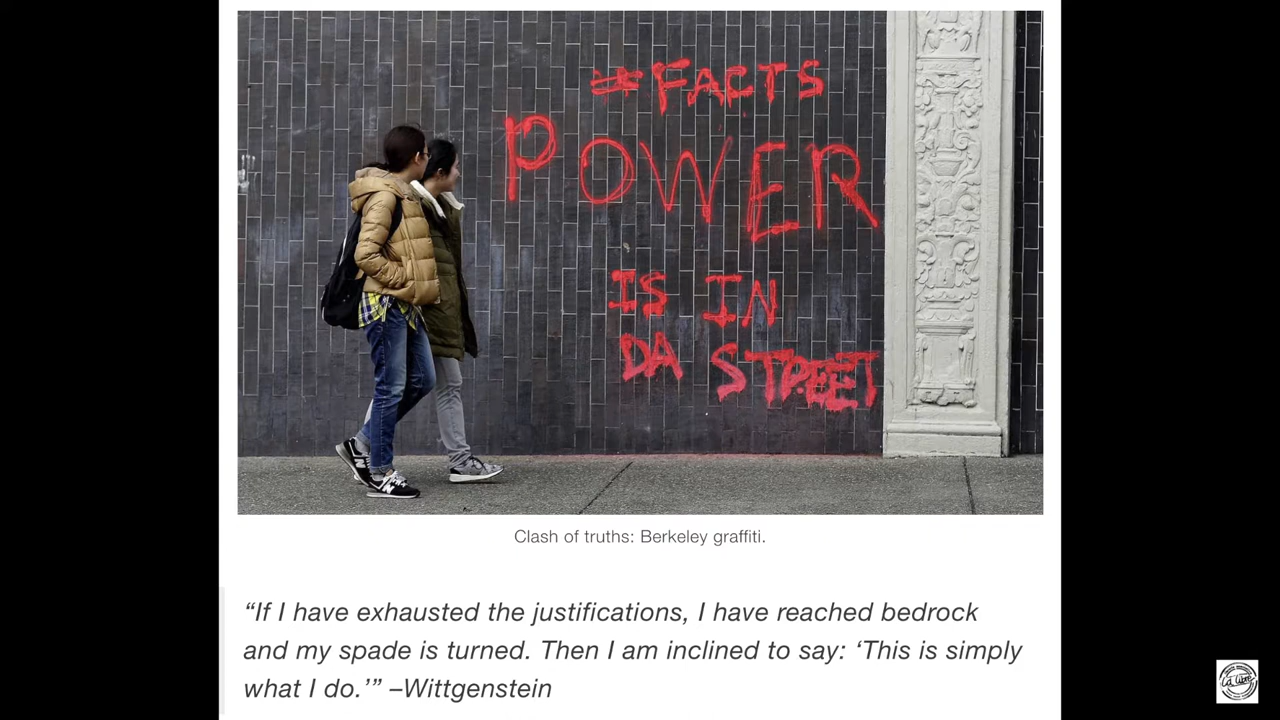 #FACTS
POWER
IS IN
DA STREET
Clash of truths: Berkeley graffiti.
“If I have exhausted the justifications, I have reached bedrock
and my spade is turned. Then I am inclined to say: ‘This is simply
what I do.’” –Wittgenstein